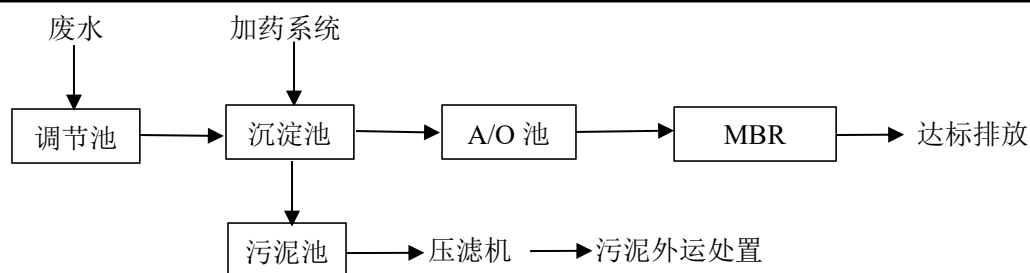 废水
加药系统
调节池
沉淀池
A/O 池
MBR
达标排放
污泥池
压滤机
污泥外运处置